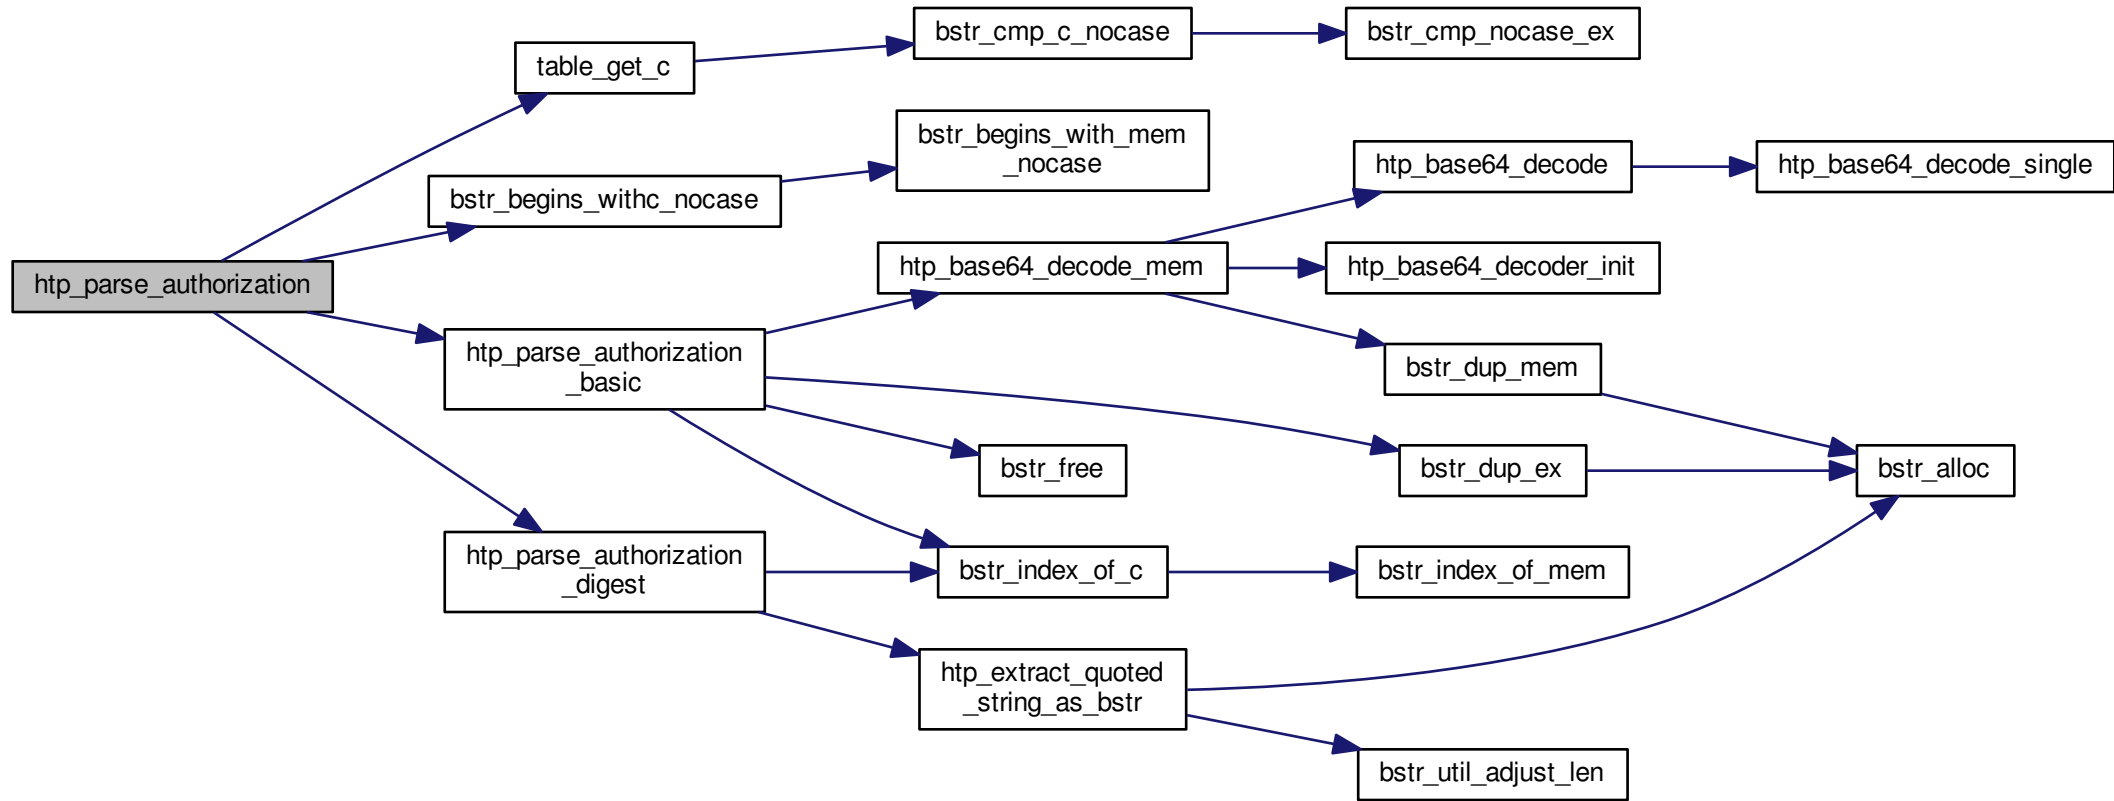 bstr_cmp_c_nocase
bstr_cmp_nocase_ex
table_get_c
bstr_begins_with_mem
_nocase
htp_base64_decode
htp_base64_decode_single
bstr_begins_withc_nocase
htp_base64_decode_mem
htp_base64_decoder_init
htp_parse_authorization
htp_parse_authorization
_basic
bstr_dup_mem
bstr_free
bstr_dup_ex
bstr_alloc
htp_parse_authorization
_digest
bstr_index_of_c
bstr_index_of_mem
htp_extract_quoted
_string_as_bstr
bstr_util_adjust_len